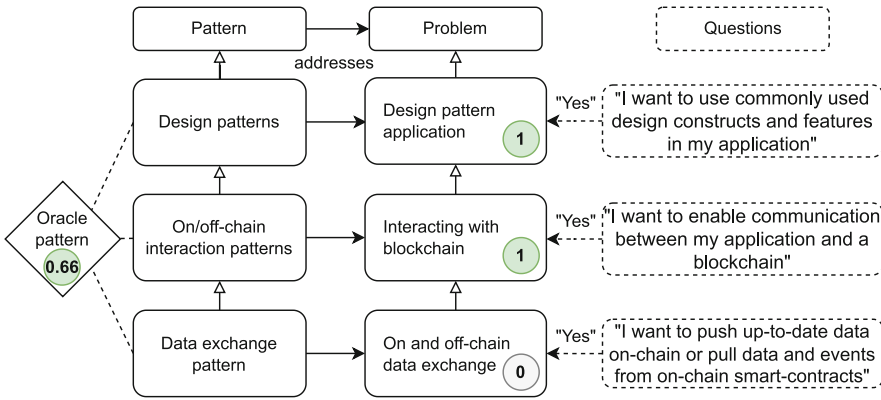 Pattern
Problem
Questions
addresses
Design patterns
Design pattern
application
1
"Yes"
"I want to use commonly used
design constructs and features
in my application"
Oracle
pattern
0.66
On/off-chain
interaction patterns
Interacting with
blockchain
1
"Yes"
"I want to enable communication
between my application and a
blockchain"
Data exchange
pattern
On and off-chain
data exchange
0
"Yes"
"I want to push up-to-date data
on-chain or pull data and events
from on-chain smart-contracts"